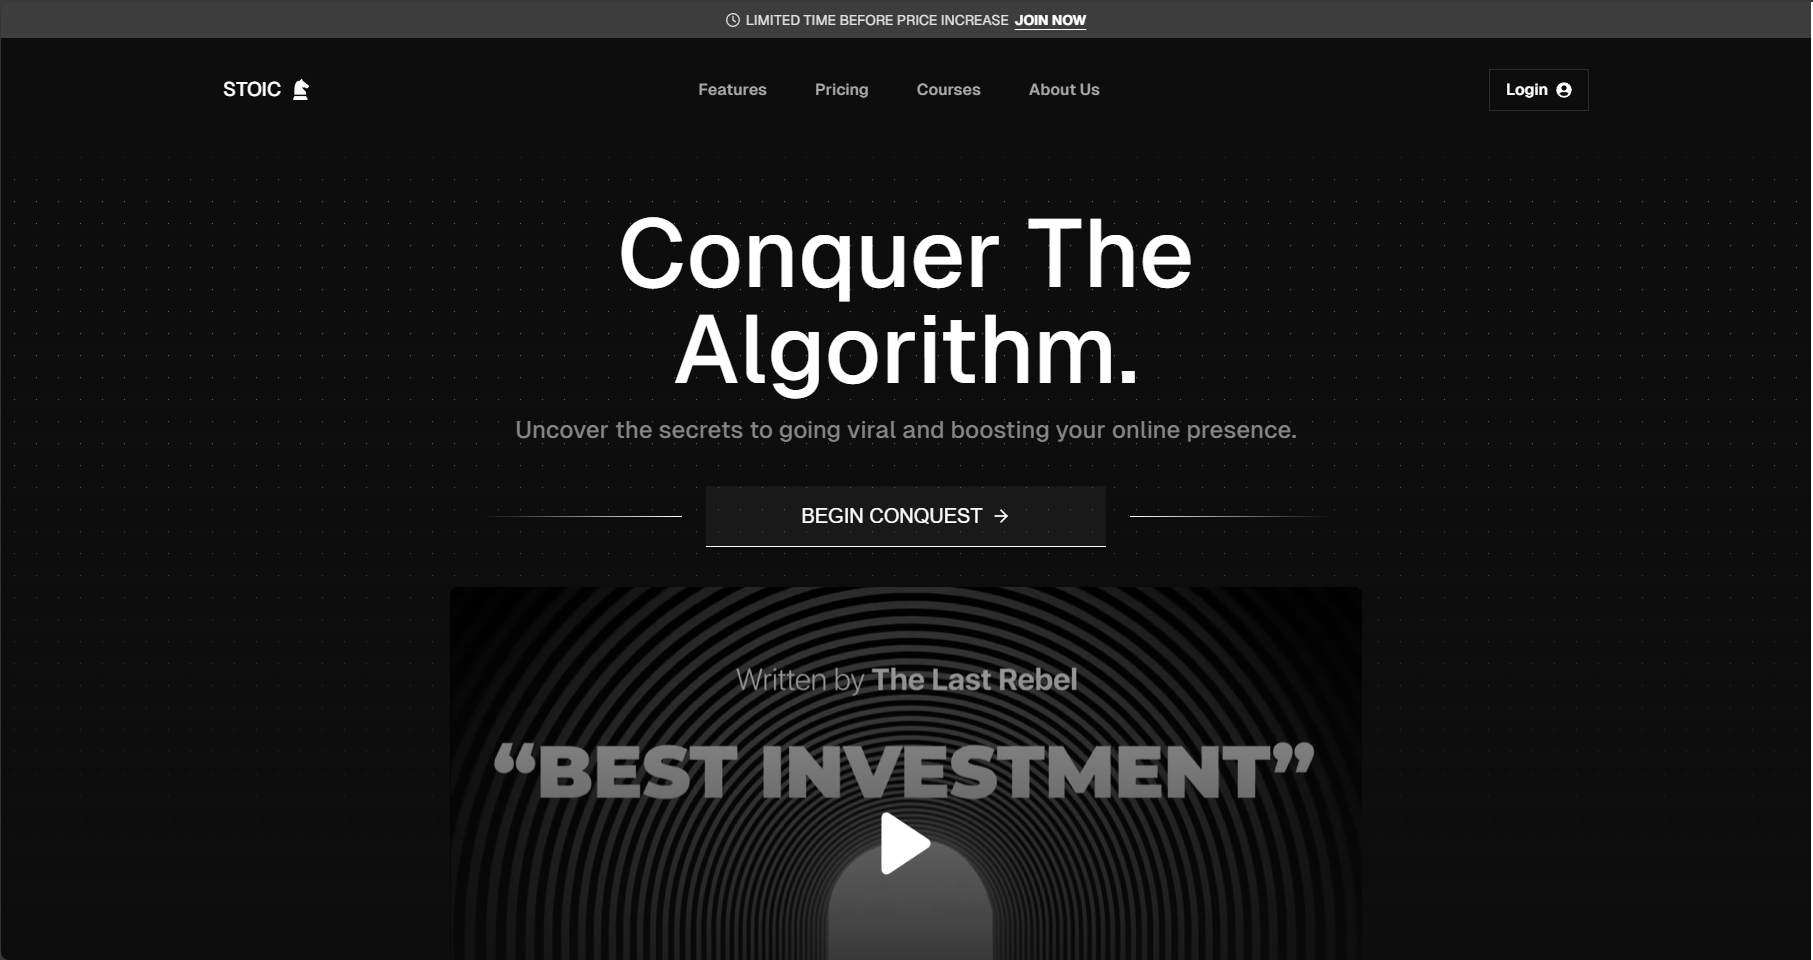 LIMITED TIME BEFORE PRICE INCREASE JOIN NOW
STOIC
Features
Pricing
Courses
About Us
Login
Conquer The
Algorithm.
Uncover the secrets to going viral and boosting your online presence.
BEGIN CONQUEST →
Written by The Last Rebel
“BEST INVESTMENT”